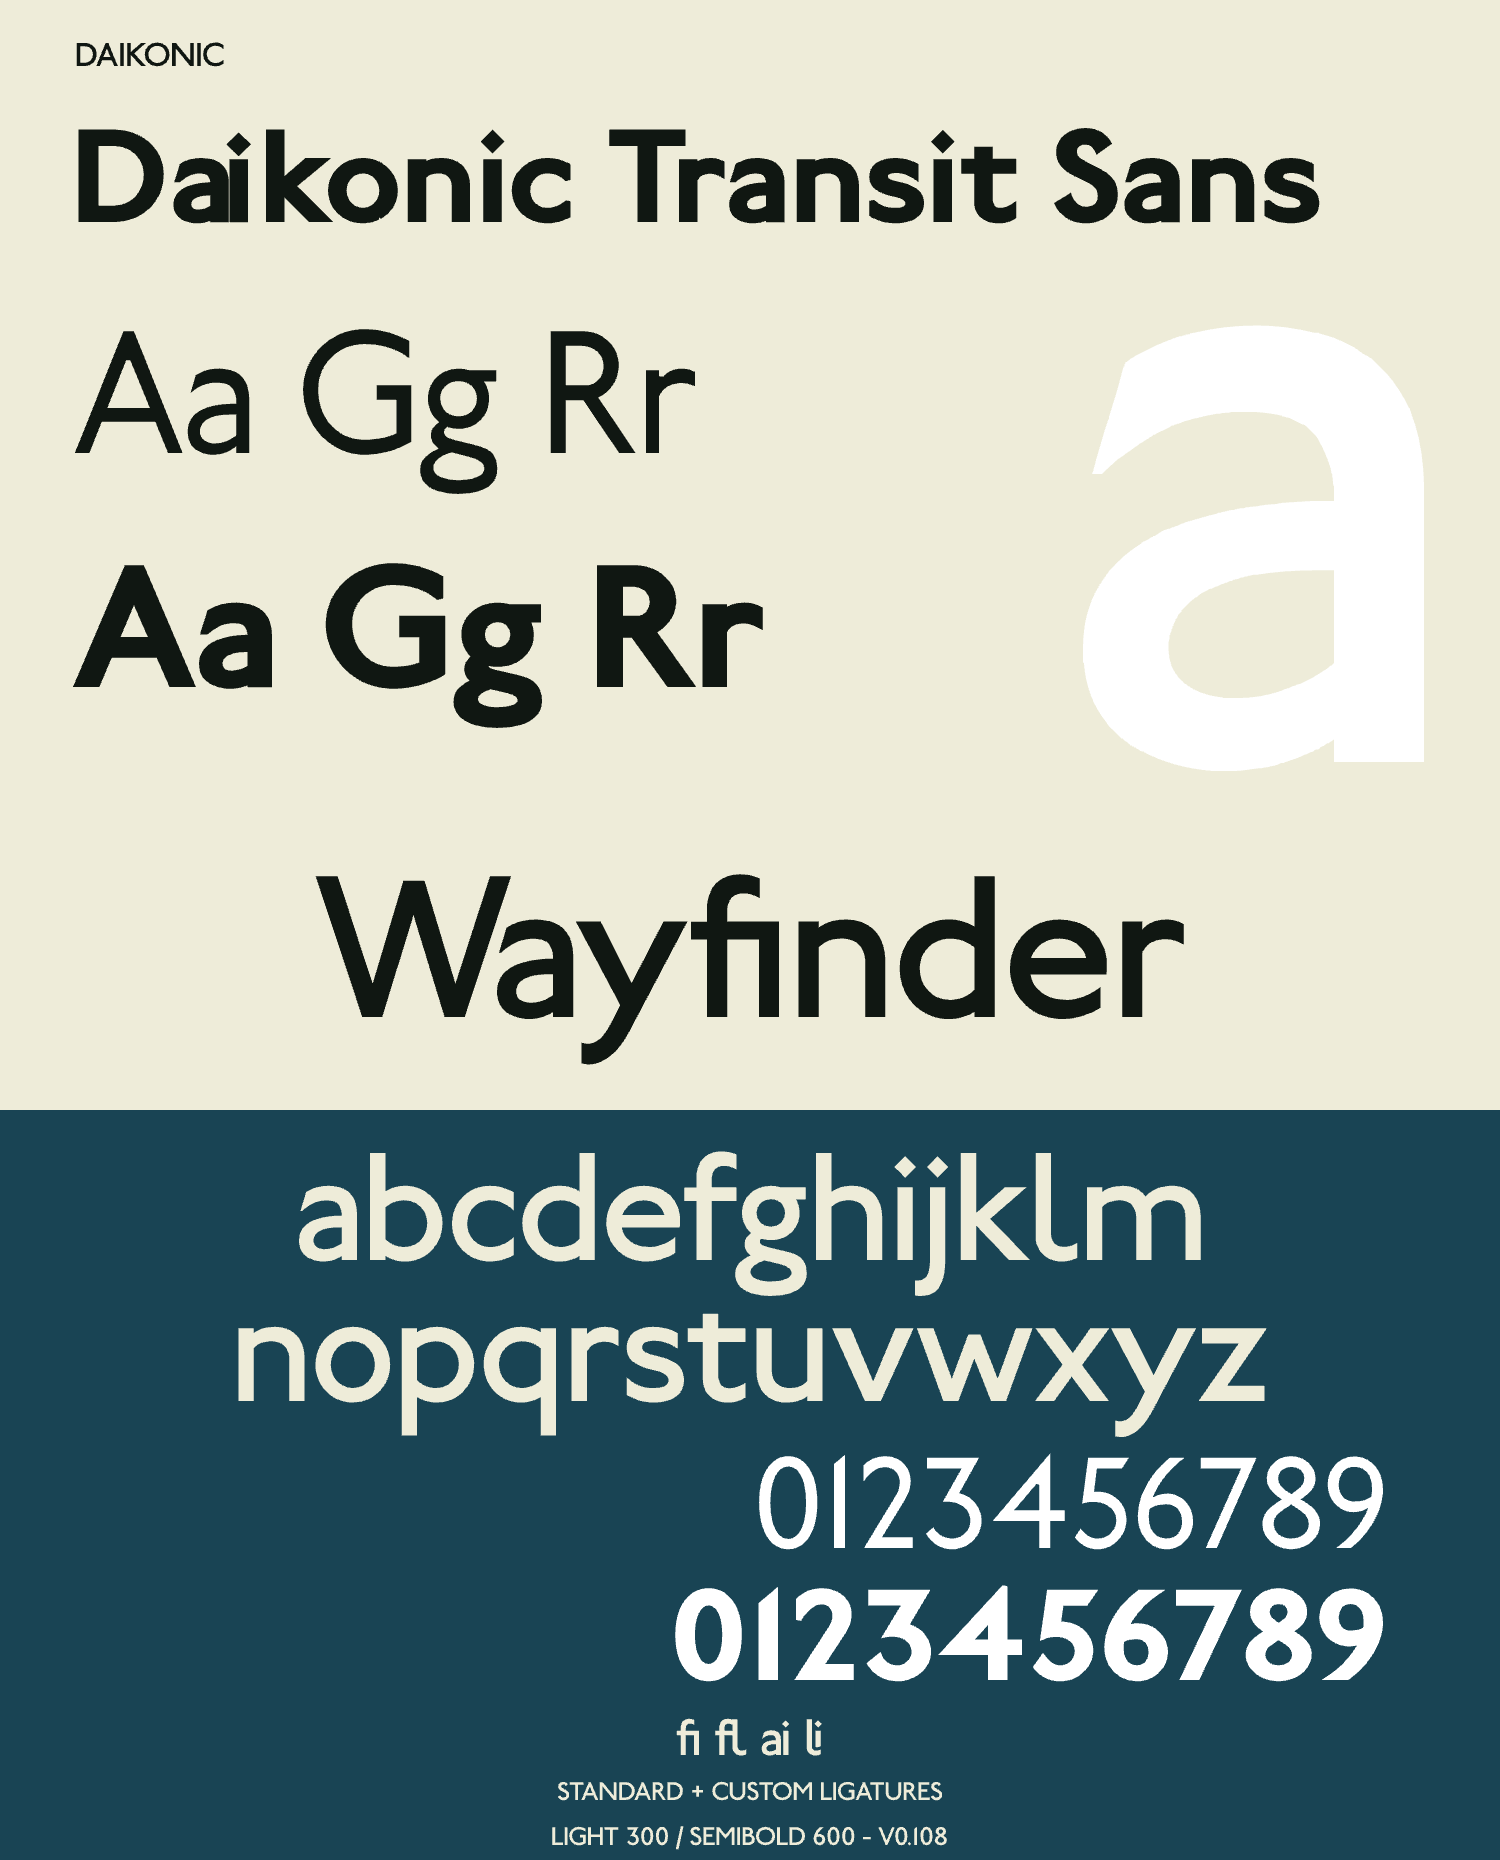 DAIKONIC
Daikonic Transit Sans
Aa Gg Rr
a
Aa Gg Rr
Wayfinder
abcdefghijklm
nopqrstuvwxyz
0123456789
0123456789
fi fl ai li
STANDARD + CUSTOM LIGATURES
LIGHT 300 / SEMIBOLD 600 - V0.108